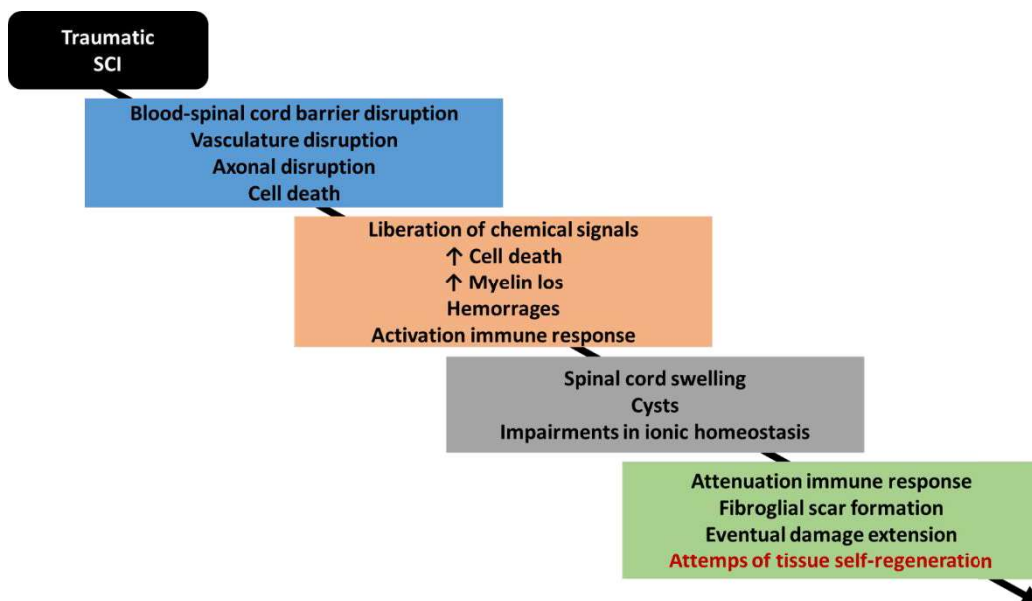 Traumatic
SCI
Blood-spinal cord barrier disruption
Vasculature disruption
Axonal disruption
Cell death
Liberation of chemical signals
↑ Cell death
↑ Myelin los
Hemorrages
Activation immune response
Spinal cord swelling
Cysts
Impairments in ionic homeostasis
Attenuation immune response
Fibroglial scar formation
Eventual damage extension
Attemps of tissue self-regeneration